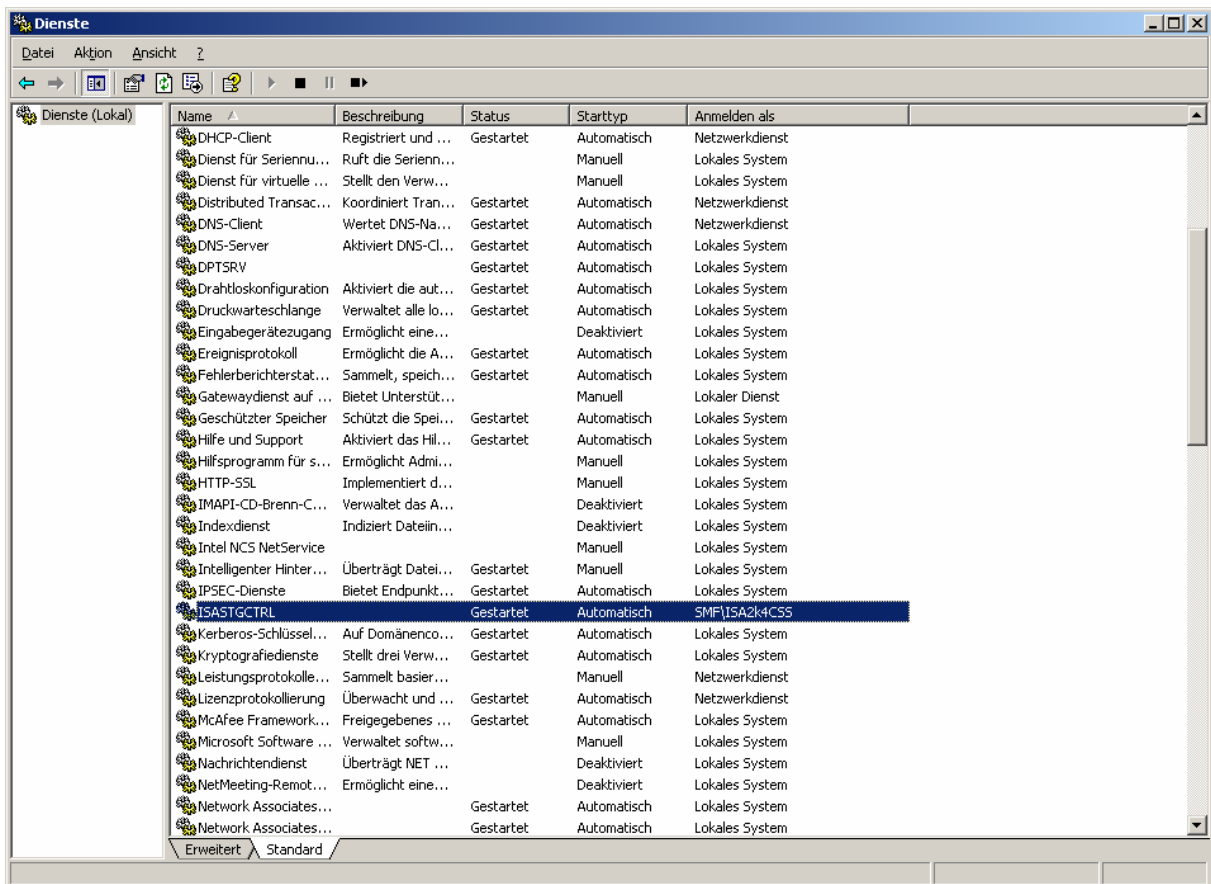 Dienste
Datei Aktion Ansicht ?
Dienste (Lokal)
Name Beschreibung Status Starttyp Anmelden als
DHCP-Client Registriert und ... Gestartet Automatisch Netzwerkdienst
Dienst für Seriennu... Ruft die Serienn... Manuell Lokales System
Dienst für virtuelle ... Stellt den Verw... Manuell Lokales System
Distributed Transac... Koordiniert Tran... Gestartet Automatisch Netzwerkdienst
DNS-Client Wertet DNS-Na... Gestartet Automatisch Netzwerkdienst
DNS-Server Aktiviert DNS-Cl... Gestartet Automatisch Lokales System
DPTSRV Gestartet Automatisch Lokales System
Drahtloskonfiguration Aktiviert die aut... Gestartet Automatisch Lokales System
Druckwarteschlange Verwaltet alle lo... Gestartet Automatisch Lokales System
Eingabegerätezugang Ermöglicht eine... Deaktiviert Lokales System
Ereignisprotokoll Ermöglicht die A... Gestartet Automatisch Lokales System
Fehlerberichterstat... Sammelt, speich... Gestartet Automatisch Lokales System
Gatewaydienst auf ... Bietet Unterstüt... Manuell Lokaler Dienst
Geschützter Speicher Schützt die Spei... Gestartet Automatisch Lokales System
Hilfe und Support Aktiviert das Hil... Gestartet Automatisch Lokales System
Hilfsprogramm für s... Ermöglicht Admi... Manuell Lokales System
HTTP-SSL Implementiert d... Manuell Lokales System
IMAPI-CD-Brenn-C... Verwaltet das A... Deaktiviert Lokales System
Indexdienst Indiziert Dateiin... Deaktiviert Lokales System
Intel NCS NetService Manuell Lokales System
Intelligenter Hinter... Überträgt Datei... Gestartet Manuell Lokales System
IPSEC-Dienste Bietet Endpunkt... Gestartet Automatisch Lokales System
ISASTGCTRL Gestartet Automatisch SMF\ISA2k4CSS
Kerberos-Schlüssel... Auf Domänenco... Gestartet Automatisch Lokales System
Kryptografiedienste Stellt drei Verw... Gestartet Automatisch Lokales System
Leistungsprotokolle... Sammelt basier... Manuell Netzwerkdienst
Lizenzprotokollierung Überwacht und ... Gestartet Automatisch Netzwerkdienst
McAfee Framework... Freigegebenes ... Gestartet Automatisch Lokales System
Microsoft Software ... Verwaltet softw... Manuell Lokales System
Nachrichtendienst Überträgt NET ... Deaktiviert Lokales System
NetMeeting-Remot... Ermöglicht eine... Deaktiviert Lokales System
Network Associates... Gestartet Automatisch Lokales System
Network Associates... Gestartet Automatisch Lokales System
Erweitert Standard